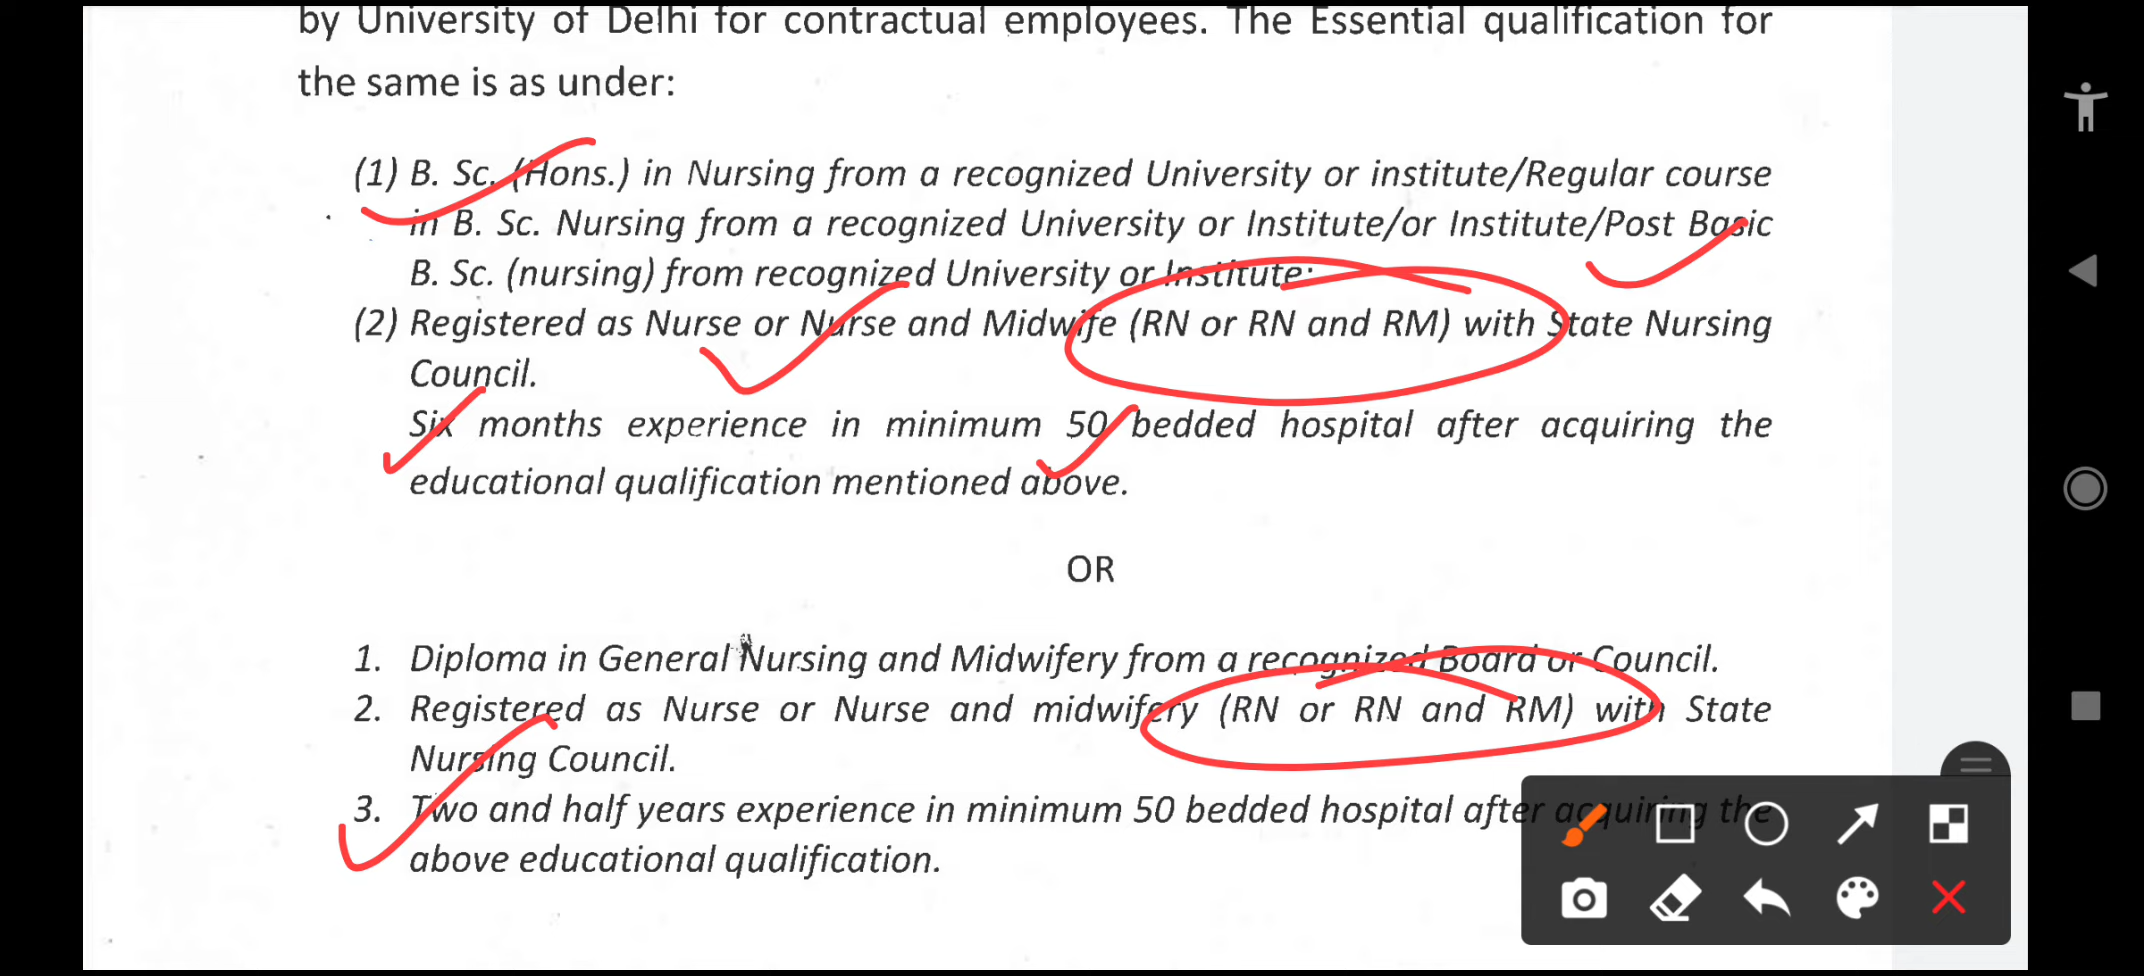 by University of Delhi for contractual employees. The Essential qualification for
the same is as under:
(1) B. Sc. (Hons.) in Nursing from a recognized University or institute/Regular course
in B. Sc. Nursing from a recognized University or Institute/or Institute/Post Basic
B. Sc. (nursing) from recognized University or Institute;
(2) Registered as Nurse or Nurse and Midwife (RN or RN and RM) with State Nursing
Council.
Six months experience in minimum 50 bedded hospital after acquiring the
educational qualification mentioned above.
OR
1. Diploma in General Nursing and Midwifery from a recognized Board or Council.
2. Registered as Nurse or Nurse and midwifery (RN or RN and RM) with State
Nursing Council.
3. Two and half years experience in minimum 50 bedded hospital after acquiring the
above educational qualification.